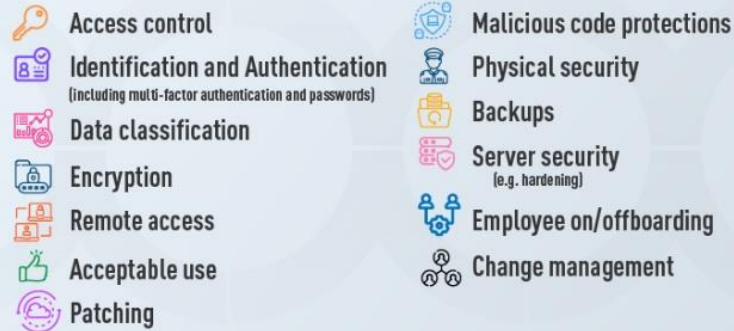 Access control
Identification and Authentication
(including multi-factor authentication and passwords)
Data classification
Encryption
Remote access
Acceptable use
Patching
Malicious code protections
Physical security
Backups
Server security
(e.g. hardening)
Employee on/offboarding
Change management